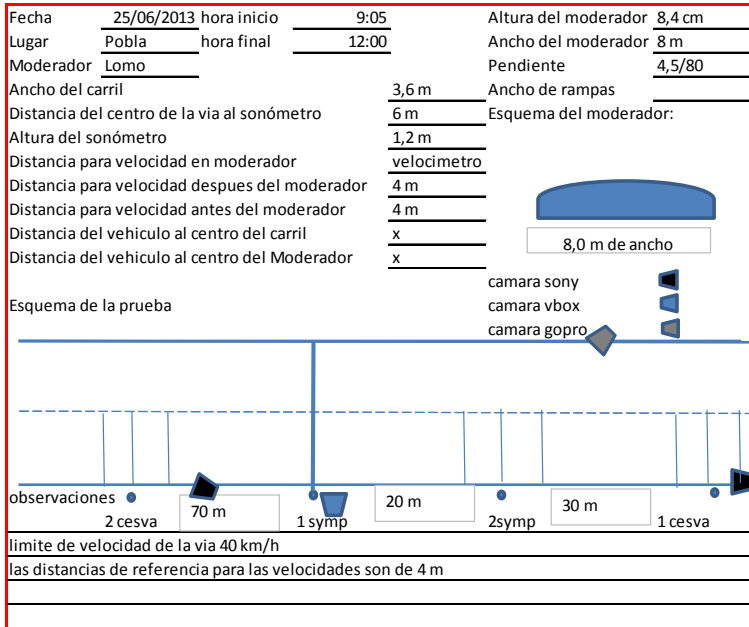 Fecha 25/06/2013 hora inicio 9:05 Altura del moderador 8,4 cm
Lugar Pobla hora final 12:00 Ancho del moderador 8 m
Moderador Lomo Pendiente 4,5/80
Ancho del carril 3,6 m Ancho de rampas
Distancia del centro de la via al sonómetro 6 m Esquema del moderador:
Altura del sonómetro 1,2 m
Distancia para velocidad en moderador velocimetro
Distancia para velocidad despues del moderador 4 m
Distancia para velocidad antes del moderador 4 m
Distancia del vehiculo al centro del carril x
8,0 m de ancho
Distancia del vehiculo al centro del Moderador x
camara sony
Esquema de la prueba camara vbox
camara gopro
observaciones 70 m 20 m 30 m
2 cesva 1 symp 2symp 1 cesva
limite de velocidad de la via 40 km/h
las distancias de referencia para las velocidades son de 4 m